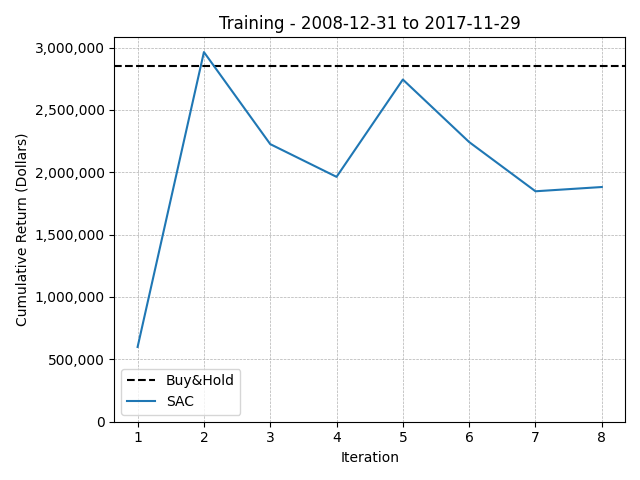 Training - 2008-12-31 to 2017-11-29
Cumulative Return (Dollars)
3,000,000
2,500,000
2,000,000
1,500,000
1,000,000
500,000
0
Buy&Hold
SAC
1 2 3 4 5 6 7 8
Iteration